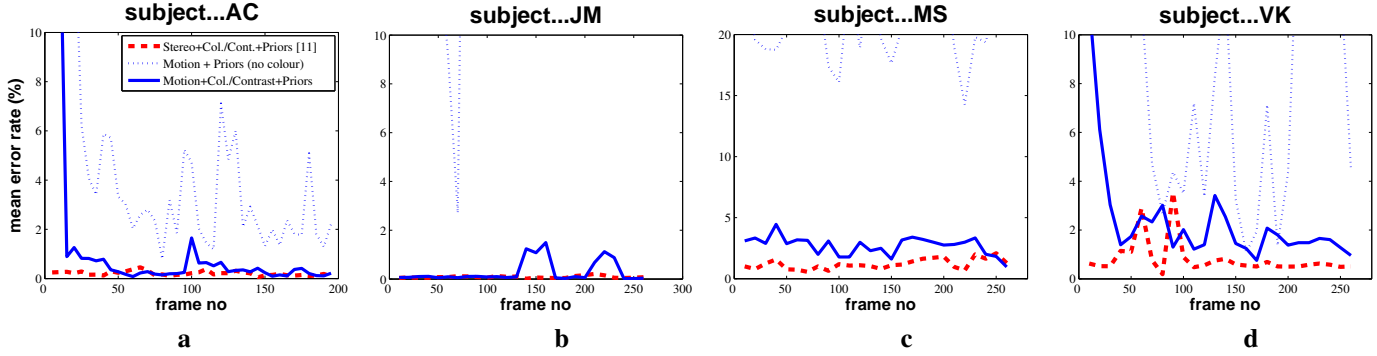 subject...AC
mean error rate (%)
10
8
6
4
2
0
Stereo+Col./Cont.+Priors [11]
Motion + Priors (no colour)
Motion+Col./Contrast+Priors
0 50 100 150 200
frame no
a
subject...JM
10
8
6
4
2
0
0 50 100 150 200 250 300
frame no
b
subject...MS
20
15
10
5
0
0 50 100 150 200 250
frame no
c
subject...VK
10
8
6
4
2
0
0 50 100 150 200 250
frame no
d